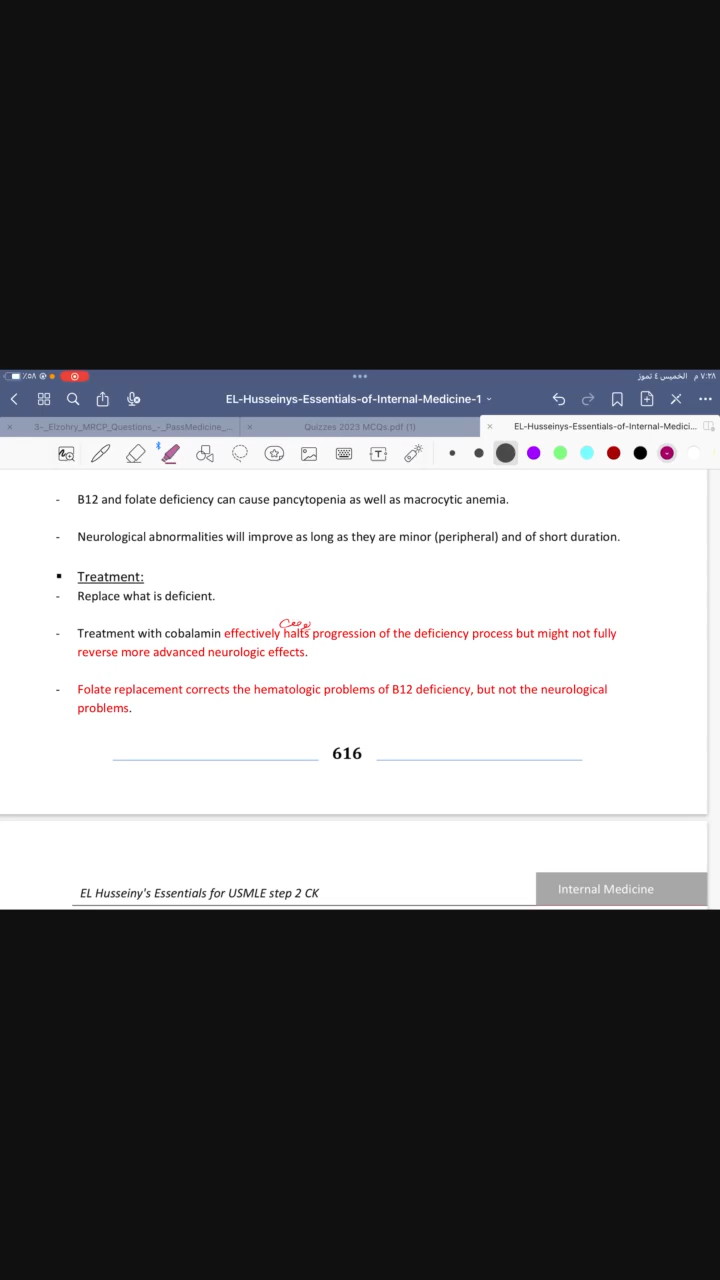 ٪٥٨
٧:٢٨ م الخميس ٤ تموز
EL-Husseinys-Essentials-of-Internal-Medicine-1
3-_Elzohry_MRCP_Questions_-_PassMedicine_...
Quizzes 2023 MCQs.pdf (1)
EL-Husseinys-Essentials-of-Internal-Medici...
- B12 and folate deficiency can cause pancytopenia as well as macrocytic anemia.
- Neurological abnormalities will improve as long as they are minor (peripheral) and of short duration.
▪ Treatment:
- Replace what is deficient.
- Treatment with cobalamin effectively halts progression of the deficiency process but might not fully
reverse more advanced neurologic effects.
- Folate replacement corrects the hematologic problems of B12 deficiency, but not the neurological
problems.
616
EL Husseiny's Essentials for USMLE step 2 CK
Internal Medicine